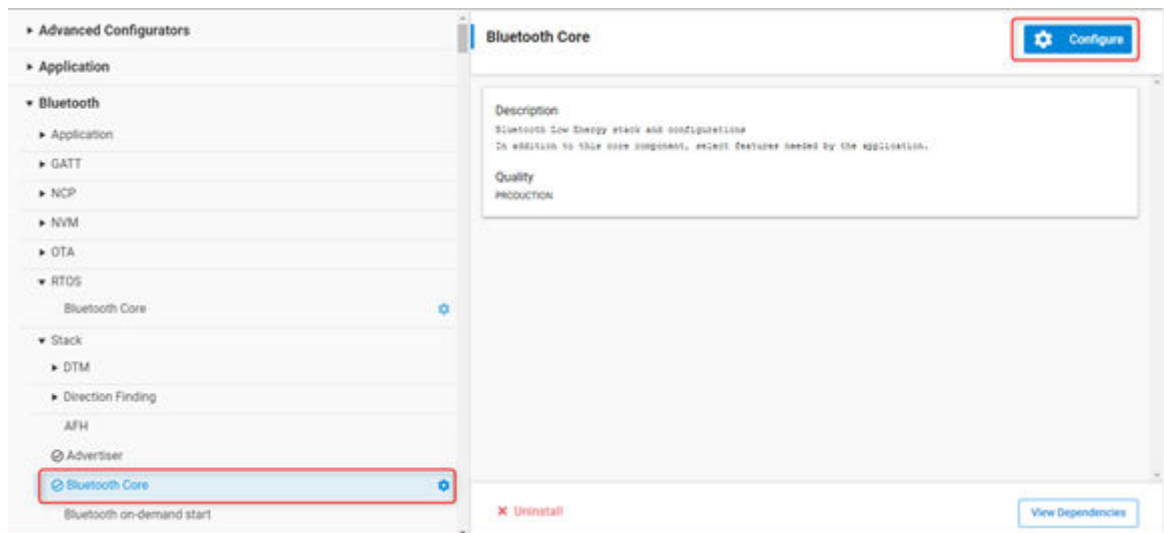 Advanced Configurators
Application
Bluetooth
Application
GATT
NCP
NVM
OTA
RTOS
Bluetooth Core
Stack
DTM
Direction Finding
AFH
Advertiser
Bluetooth Core
Bluetooth on-demand start
Bluetooth Core
Configure
Description
Bluetooth Low Energy stack and configurations
In addition to this core component, select features needed by the application.
Quality
PRODUCTION
Uninstall
View Dependencies